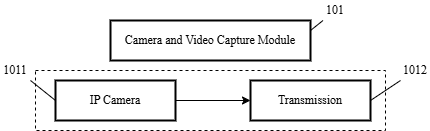 101
Camera and Video Capture Module
1011
1012
IP Camera
Transmission